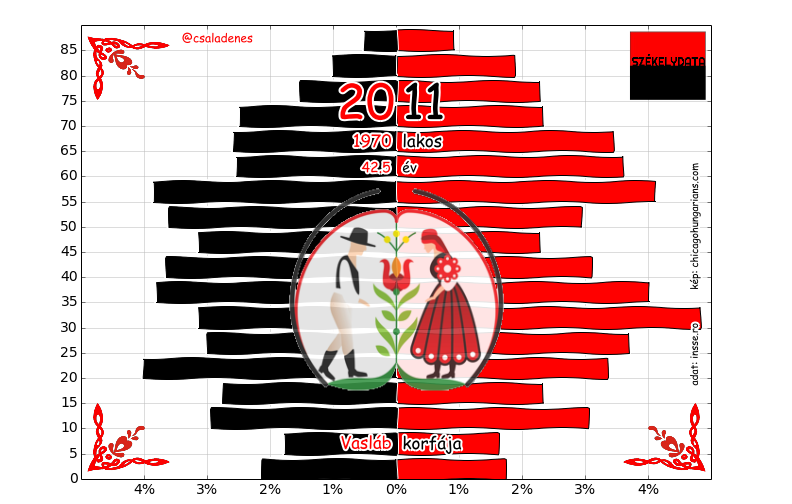 @csaladenes
SZÉKELYDATA
2011
1970 lakos
42,5 év
kép: chicagohungarians.com
adat: insse.ro
Vasláb korfája
85
80
75
70
65
60
55
50
45
40
35
30
25
20
15
10
5
0
4% 3% 2% 1% 0% 1% 2% 3% 4%